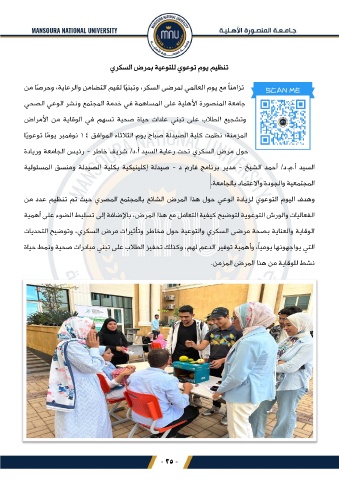 MANSOURA NATIONAL UNIVERSITY
جـامـعـة المنصورة الأهليـة
MNU
تنظيم يوم توعوي للتوعية بمرض السكري
تزامناً مع يوم العالمي لمرضى السكر، وتبنيًا لقيم التضامن والرعاية، وحرصًا من
جامعة المنصورة الأهلية على المساهمة في خدمة المجتمع ونشر الوعي الصحي
وتشجيع الطلاب على تبني عادات حياة صحية تسهم في الوقاية من الأمراض
المزمنة؛ نظمت كلية الصيدلة صباح يوم الثلاثاء الموافق ١٤ نوفمبر يومًا توعويًا
حول مرض السكري تحت رعاية السيد أ.د/ شريف خاطر – رئيس الجامعة وريادة
السيد أ.م.د/ أحمد الشيخ – مدير برنامج فارم د – صيدلة إكلينيكية بكلية الصيدلة ومنسق المسئولية
المجتمعية والجودة والاعتماد بالجامعة.
SCAN ME
وهدف اليوم التوعوي لزيادة الوعي حول هذا المرض الشائع بالمجتمع المصري حيث تم تنظيم عدد من
الفعاليات والورش التوعوية لتوضيح كيفية التعامل مع هذا المرض، بالإضافة إلى تسليط الضوء على أهمية
الوقاية والعناية بصحة مرضى السكري والتوعية حول مخاطر وتأثيرات مرض السكري، وتوضيح التحديات
التي يواجهونها يومياً، وأهمية توفير الدعم لهم، وكذلك تحفيز الطلاب على تبني مبادرات صحية ونمط حياة
نشط للوقاية من هذا المرض المزمن.
- ٢٥ -